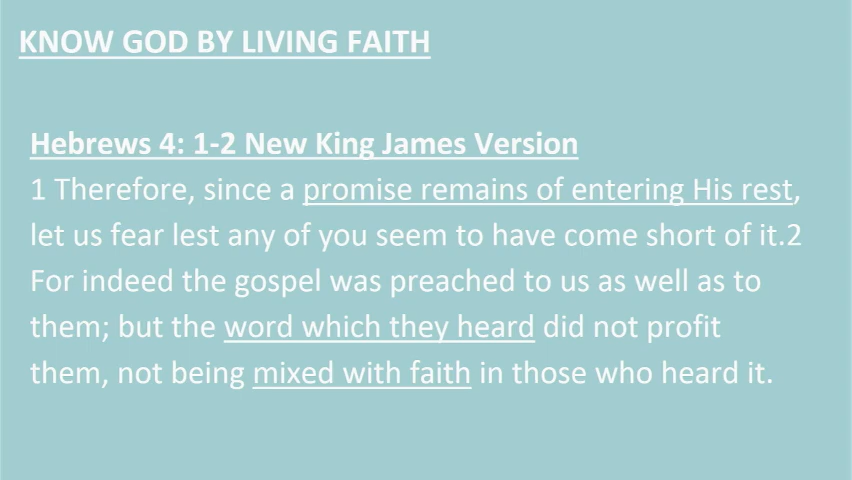 KNOW GOD BY LIVING FAITH
Hebrews 4: 1-2 New King James Version
1 Therefore, since a promise remains of entering His rest,
let us fear lest any of you seem to have come short of it.2
For indeed the gospel was preached to us as well as to
them; but the word which they heard did not profit
them, not being mixed with faith in those who heard it.